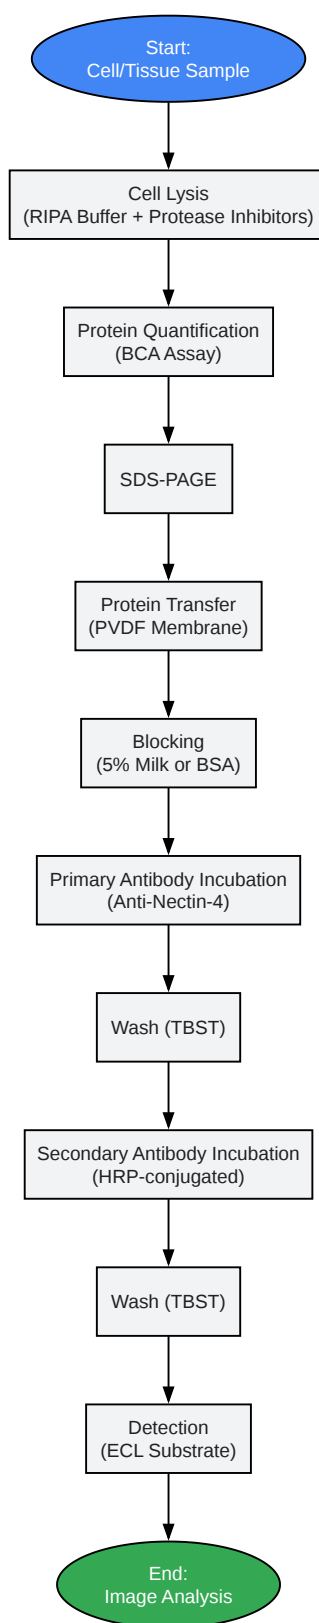 Start:
Cell/Tissue Sample
Cell Lysis
(RIPA Buffer + Protease Inhibitors)
Protein Quantification
(BCA Assay)
SDS-PAGE
Protein Transfer
(PVDF Membrane)
Blocking
(5% Milk or BSA)
Primary Antibody Incubation
(Anti-Nectin-4)
Wash (TBST)
Secondary Antibody Incubation
(HRP-conjugated)
Wash (TBST)
Detection
(ECL Substrate)
End:
Image Analysis